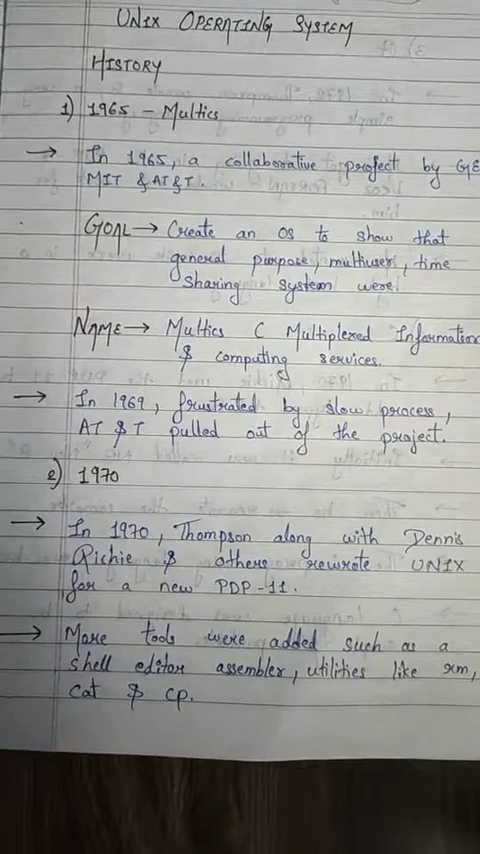 UNIX OPERATING SYSTEM
HISTORY
1) 1965 - Multics
→ In 1965, a collaborative project by GE
MIT & AT&T.
GOAL → Create an OS to show that
general purpose, multiuser, time
sharing system were
NAME → Multics C Multiplexed Information
& computing services.
→ In 1969, frustrated by slow process,
AT & T pulled out of the project.
2) 1970
→ In 1970, Thompson along with Dennis
Richie & others rewrote UNIX
for a new PDP-11.
→ More tools were added such as a
shell editor assembler, utilities like rm,
cat & cp.